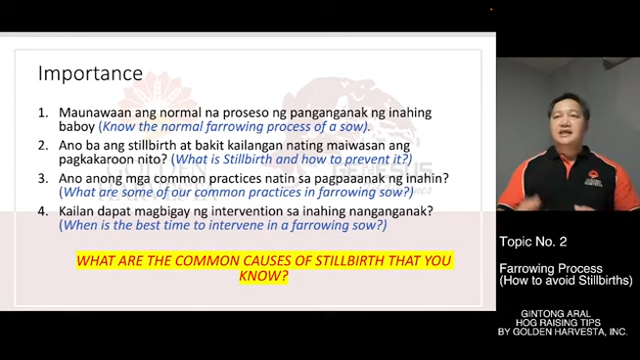 Importance
1. Maunawaan ang normal na proseso ng panganganak ng inahing
baboy (Know the normal farrowing process of a sow).
2. Ano ba ang stillbirth at bakit kailangan nating maiwasan ang
pagkakaroon nito? (What is Stillbirth and how to prevent it?)
3. Ano anong mga common practices natin sa pagpaaanak ng inahin?
(What are some of our common practices in farrowing sow?)
4. Kailan dapat magbigay ng intervention sa inahing nanganganak?
(When is the best time to intervene in a farrowing sow?)
WHAT ARE THE COMMON CAUSES OF STILLBIRTH THAT YOU
KNOW?
Topic No. 2
Farrowing Process
(How to avoid Stillbirths)
GINTONG ARAL
HOG RAISING TIPS
BY GOLDEN HARVESTA, INC.